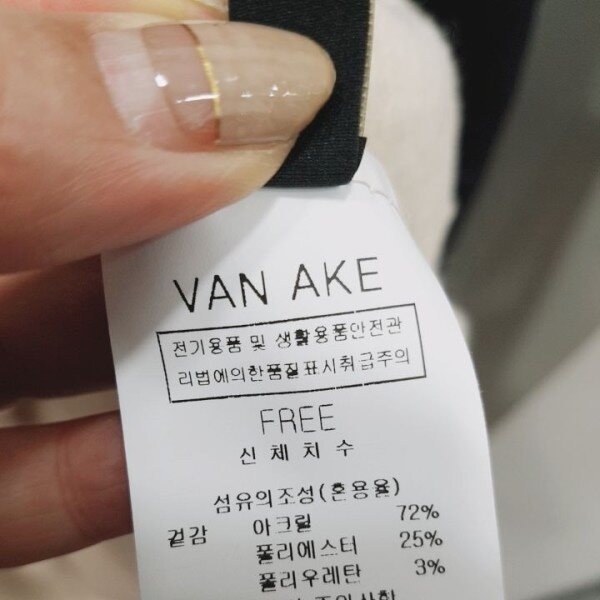 VAN AKE
전기용품 및 생활용품안전관
리법에의한품질표시취급주의
FREE
신체치수
섬유의조성(혼용율)
겉감 아크릴 72%
폴리에스터 25%
폴리우레탄 3%